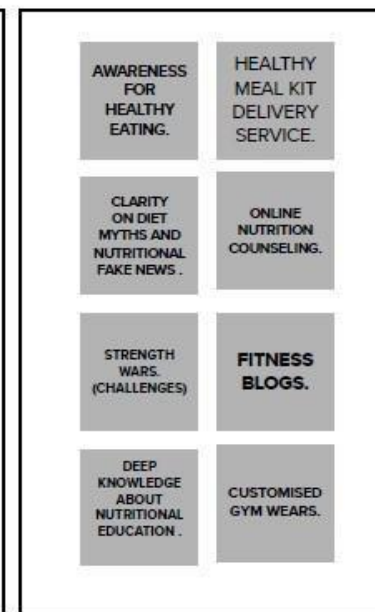 AWARENESS
FOR
HEALTHY
EATING.
HEALTHY
MEAL KIT
DELIVERY
SERVICE.
CLARITY
ON DIET
MYTHS AND
NUTRITIONAL
FAKE NEWS .
ONLINE
NUTRITION
COUNSELING.
STRENGTH
WARS.
(CHALLENGES)
FITNESS
BLOGS.
DEEP
KNOWLEDGE
ABOUT
NUTRITIONAL
EDUCATION .
CUSTOMISED
GYM WEARS.